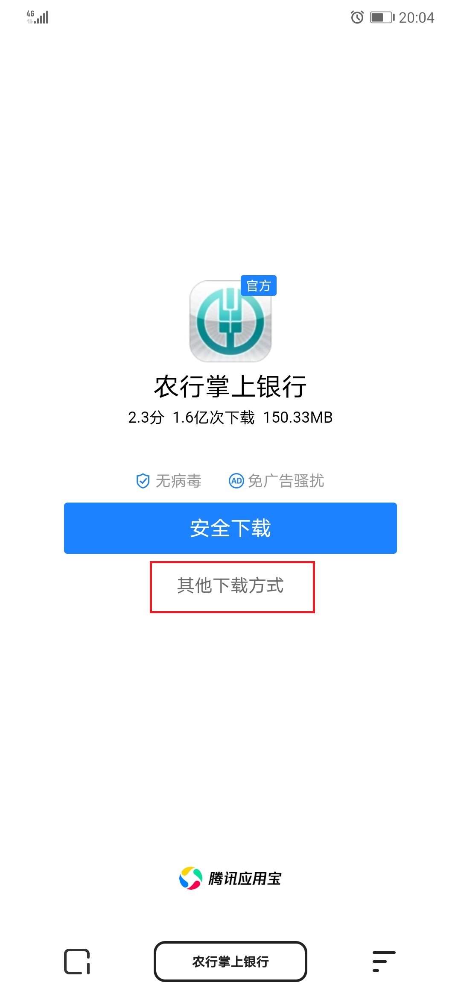 4G
20:04
官方
农行掌上银行
2.3分 1.6亿次下载 150.33MB
无病毒 AD 免广告骚扰
安全下载
其他下载方式
腾讯应用宝
农行掌上银行